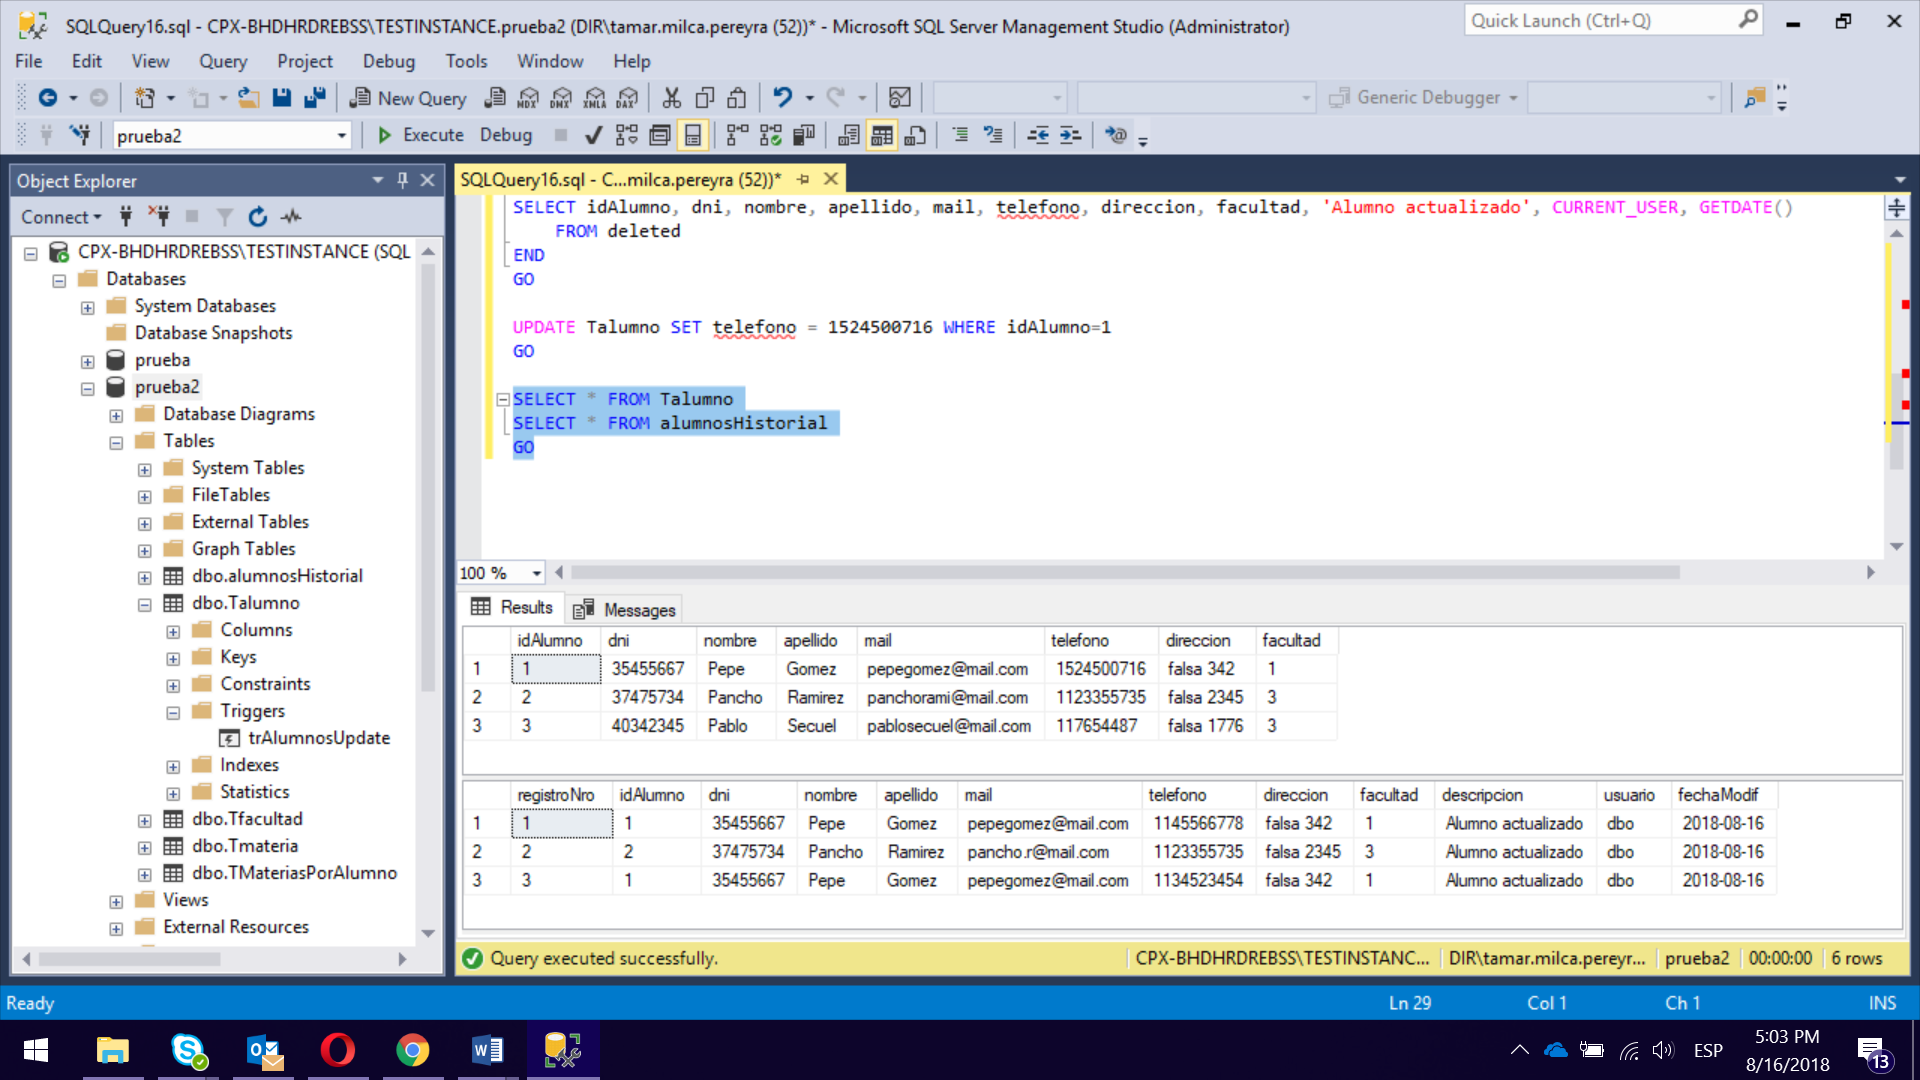 SQLQuery16.sql - CPX-BHDHRDREBSS\TESTINSTANCE.prueba2 (DIR\tamar.milca.pereyra (52))* - Microsoft SQL Server Management Studio (Administrator)
Quick Launch (Ctrl+Q)
File Edit View Query Project Debug Tools Window Help
New Query MDX DMX XMLA DAX Generic Debugger
prueba2 Execute Debug
Object Explorer
Connect
CPX-BHDHRDREBSS\TESTINSTANCE (SQL
Databases
System Databases
Database Snapshots
prueba
prueba2
Database Diagrams
Tables
System Tables
FileTables
External Tables
Graph Tables
dbo.alumnosHistorial
dbo.Talumno
Columns
Keys
Constraints
Triggers
trAlumnosUpdate
Indexes
Statistics
dbo.Tfacultad
dbo.Tmateria
dbo.TMateriasPorAlumno
Views
External Resources
SQLQuery16.sql - C...milca.pereyra (52))*
SELECT idAlumno, dni, nombre, apellido, mail, telefono, direccion, facultad, 'Alumno actualizado', CURRENT_USER, GETDATE()
FROM deleted
END
GO
UPDATE Talumno SET telefono = 1524500716 WHERE idAlumno=1
GO
SELECT * FROM Talumno
SELECT * FROM alumnosHistorial
GO
100 %
Results Messages
idAlumno dni nombre apellido mail telefono direccion facultad
1 1 35455667 Pepe Gomez pepegomez@mail.com 1524500716 falsa 342 1
2 2 37475734 Pancho Ramirez panchorami@mail.com 1123355735 falsa 2345 3
3 3 40342345 Pablo Secuel pablosecuel@mail.com 117654487 falsa 1776 3
registroNro idAlumno dni nombre apellido mail telefono direccion facultad descripcion usuario fechaModif
1 1 1 35455667 Pepe Gomez pepegomez@mail.com 1145566778 falsa 342 1 Alumno actualizado dbo 2018-08-16
2 2 2 37475734 Pancho Ramirez pancho.r@mail.com 1123355735 falsa 2345 3 Alumno actualizado dbo 2018-08-16
3 3 1 35455667 Pepe Gomez pepegomez@mail.com 1134523454 falsa 342 1 Alumno actualizado dbo 2018-08-16
Query executed successfully. CPX-BHDHRDREBSS\TESTINSTANC... DIR\tamar.milca.pereyr... prueba2 00:00:00 6 rows
Ready Ln 29 Col 1 Ch 1 INS
ESP 5:03 PM
8/16/2018 13